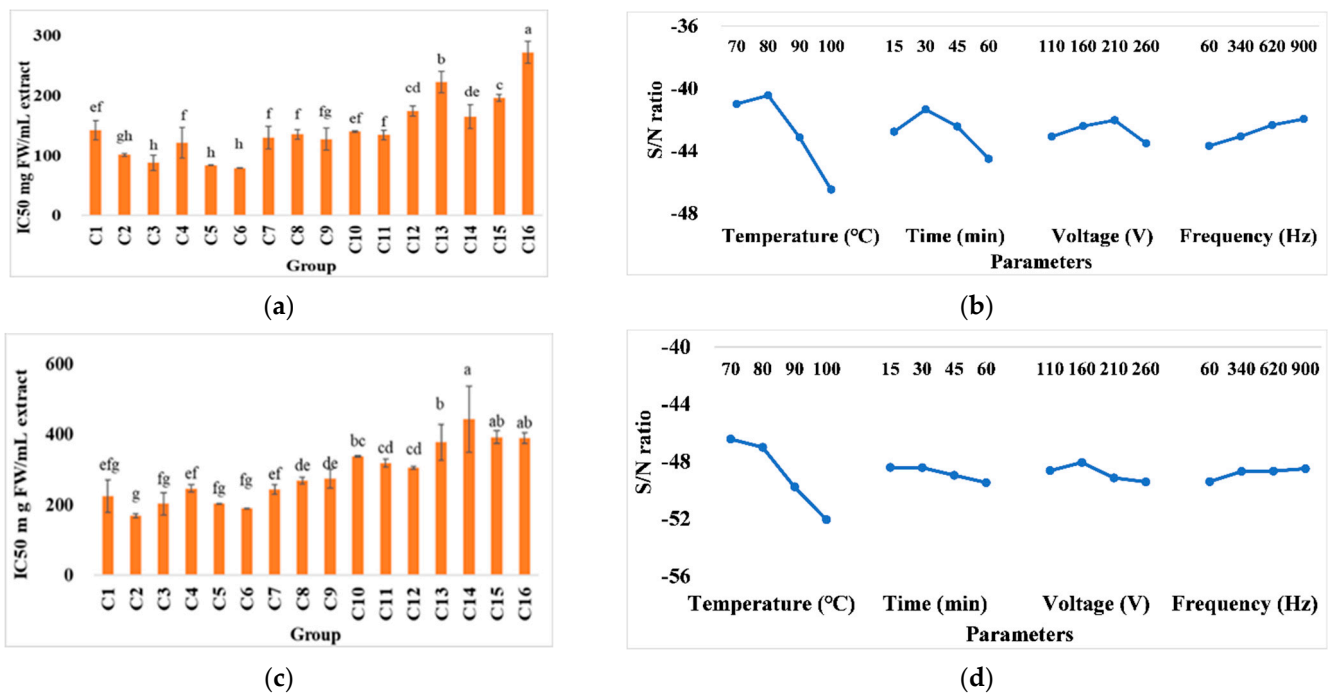 300
200
100
0
IC50 mg FW/mL extract
ef
gh
h
f
h
h
f
f
fg
ef
f
cd
b
de
c
a
C1 C2 C3 C4 C5 C6 C7 C8 C9 C10 C11 C12 C13 C14 C15 C16
Group
(a)
-36
-40
-44
-48
S/N ratio
70 80 90 100 15 30 45 60 110 160 210 260 60 340 620 900
Temperature (°C) Time (min) Voltage (V) Frequency (Hz)
Parameters
(b)
600
400
200
0
IC50 m g FW/mL extract
efg
g
fg
ef
fg
fg
ef
de
de
bc
cd
cd
b
a
ab
ab
C1 C2 C3 C4 C5 C6 C7 C8 C9 C10 C11 C12 C13 C14 C15 C16
Group
(c)
-40
-44
-48
-52
-56
S/N ratio
70 80 90 100 15 30 45 60 110 160 210 260 60 340 620 900
Temperature (°C) Time (min) Voltage (V) Frequency (Hz)
Parameters
(d)